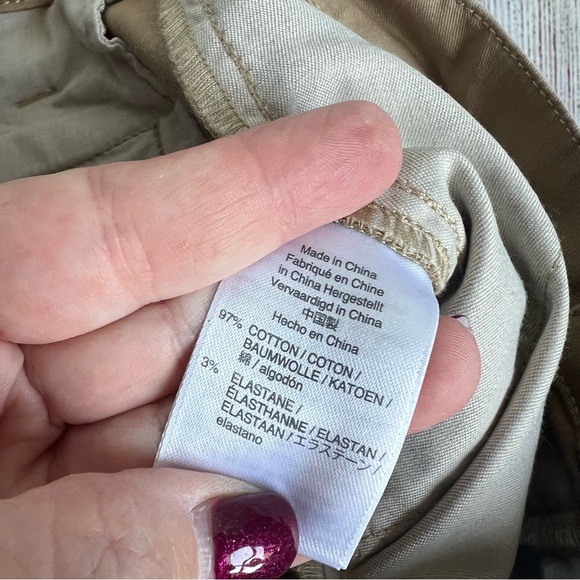 Made in China
Fabriqué en Chine
in China Hergestellt
Vervaardigd in China
中国製
Hecho en China
97% COTTON / COTON /
BAUMWOLLE / KATOEN /
綿 / algodón
3% ELASTANE /
ÉLASTHANNE / ELASTAN /
ELASTAAN / エラステーン /
elastano